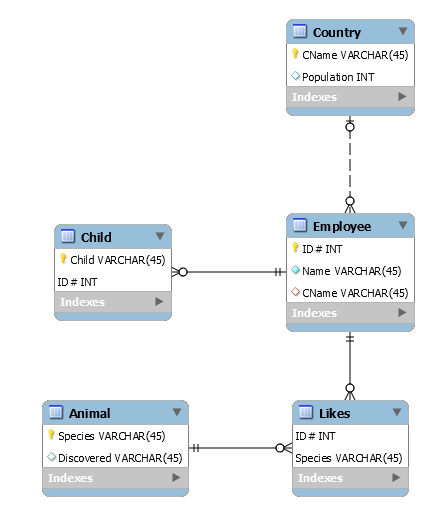 Country
CName VARCHAR(45)
Population INT
Indexes
Employee
ID# INT
Name VARCHAR(45)
CName VARCHAR(45)
Indexes
Child
Child VARCHAR(45)
ID# INT
Indexes
Animal
Species VARCHAR(45)
Discovered VARCHAR(45)
Indexes
Likes
ID# INT
Species VARCHAR(45)
Indexes